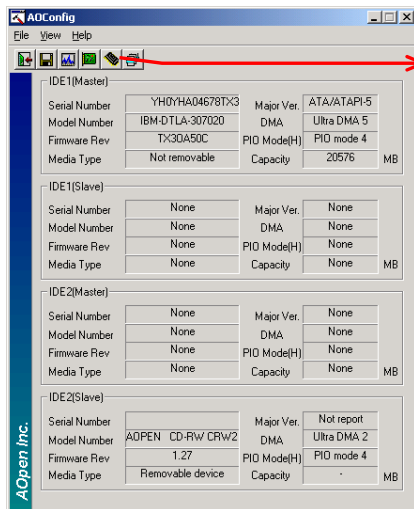 AOConfig
File View Help
IDE1(Master)
Serial Number YH0YHA04678TX3 Major Ver. ATA/ATAPI-5
Model Number IBM-DTLA-307020 DMA Ultra DMA 5
Firmware Rev TX3OA50C PIO Mode(H) PIO mode 4
Media Type Not removable Capacity 20576 MB
IDE1(Slave)
Serial Number None Major Ver. None
Model Number None DMA None
Firmware Rev None PIO Mode(H) None
Media Type None Capacity None MB
IDE2(Master)
Serial Number None Major Ver. None
Model Number None DMA None
Firmware Rev None PIO Mode(H) None
Media Type None Capacity None MB
IDE2(Slave)
Serial Number Major Ver. Not report
Model Number AOPEN CD-RW CRW2 DMA Ultra DMA 2
Firmware Rev 1.27 PIO Mode(H) PIO mode 4
Media Type Removable device Capacity - MB
AOpen Inc.